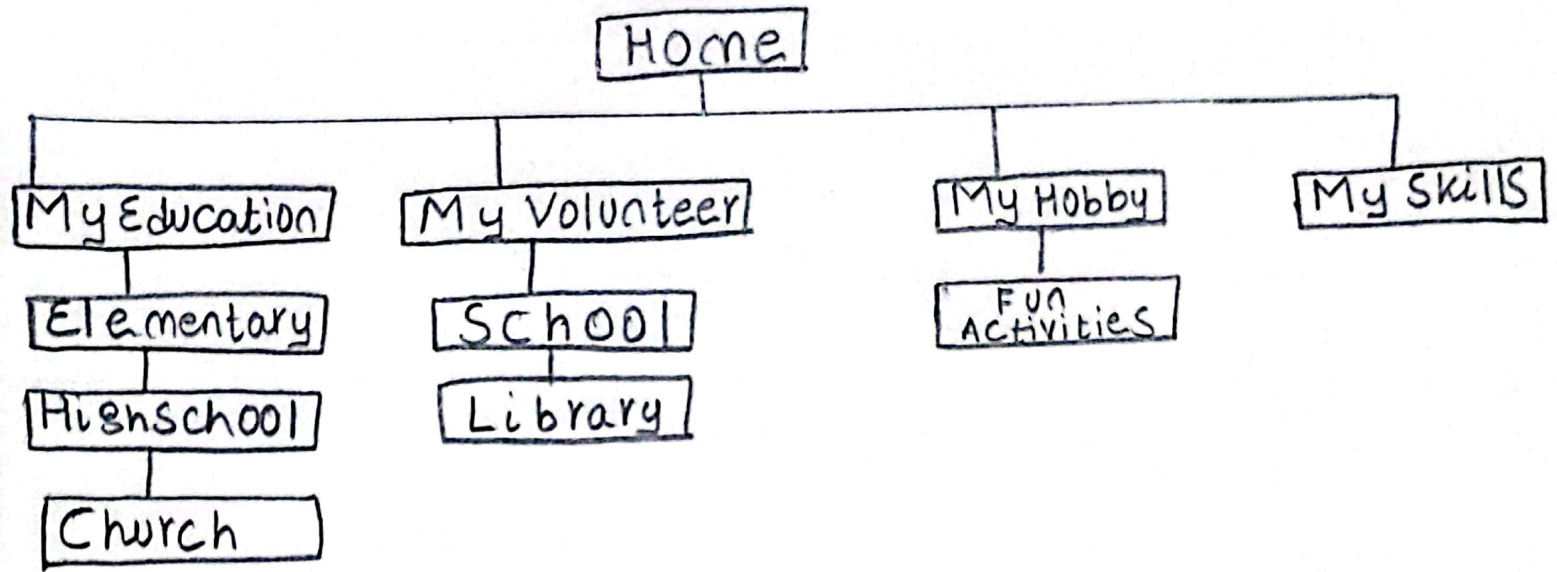 Home
My Education
My Volunteer
My Hobby
My Skills
Elementary
School
Fun
Activities
Highschool
Library
Church